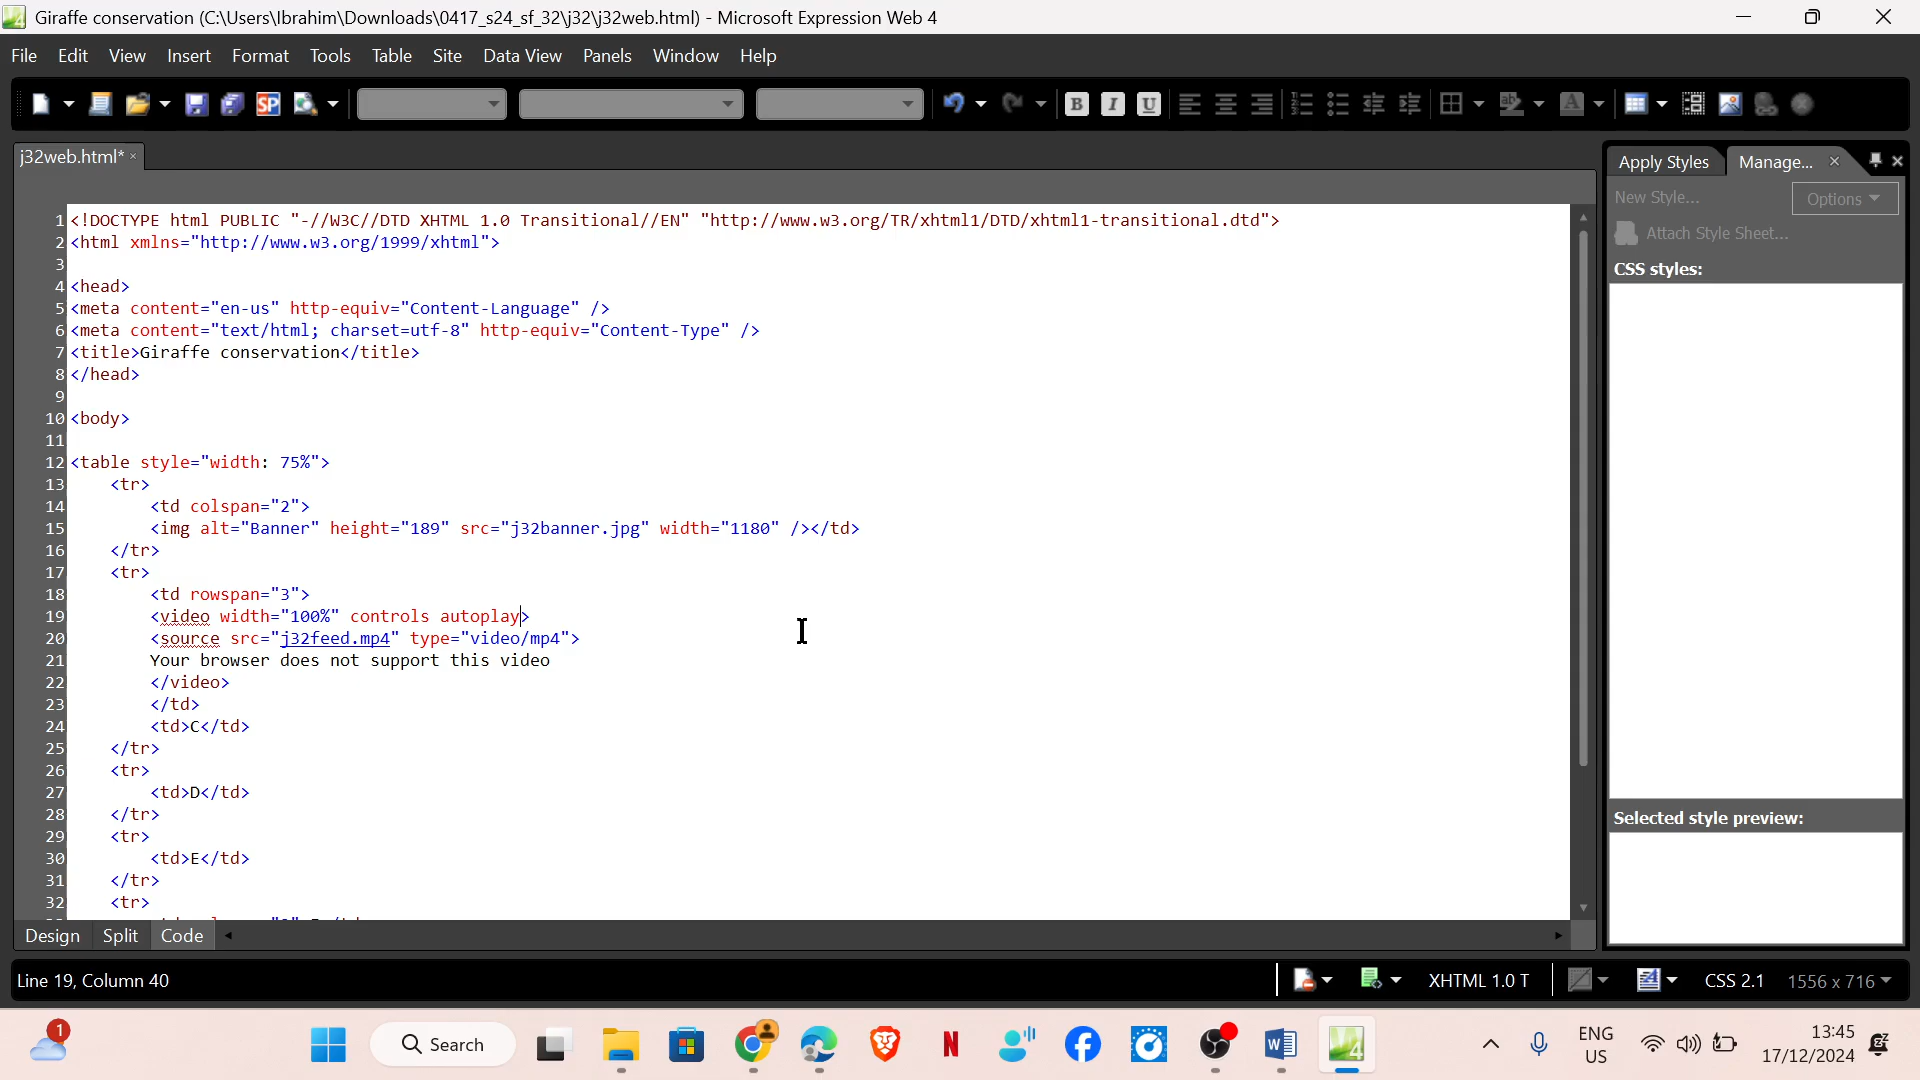 Giraffe conservation (C:\Users\Ibrahim\Downloads\0417_s24_sf_32\j32\j32web.html) - Microsoft Expression Web 4
File Edit View Insert Format Tools Table Site Data View Panels Window Help
j32web.html*
1 <!DOCTYPE html PUBLIC "-//W3C//DTD XHTML 1.0 Transitional//EN" "http://www.w3.org/TR/xhtml1/DTD/xhtml1-transitional.dtd">
2 <html xmlns="http://www.w3.org/1999/xhtml">
3
4 <head>
5 <meta content="en-us" http-equiv="Content-Language" />
6 <meta content="text/html; charset=utf-8" http-equiv="Content-Type" />
7 <title>Giraffe conservation</title>
8 </head>
9
10 <body>
11
12 <table style="width: 75%">
13 <tr>
14 <td colspan="2">
15 <img alt="Banner" height="189" src="j32banner.jpg" width="1180" /></td>
16 </tr>
17 <tr>
18 <td rowspan="3">
19 <video width="100%" controls autoplay>
20 <source src="j32feed.mp4" type="video/mp4">
21 Your browser does not support this video
22 </video>
23 </td>
24 <td>C</td>
25 </tr>
26 <tr>
27 <td>D</td>
28 </tr>
29 <tr>
30 <td>E</td>
31 </tr>
32 <tr>
Design Split Code
Apply Styles Manage...
New Style... Options
Attach Style Sheet...
CSS styles:
Selected style preview:
Line 19, Column 40
XHTML 1.0 T
CSS 2.1 1556 x 716
1
Search
ENG
US
13:45
17/12/2024